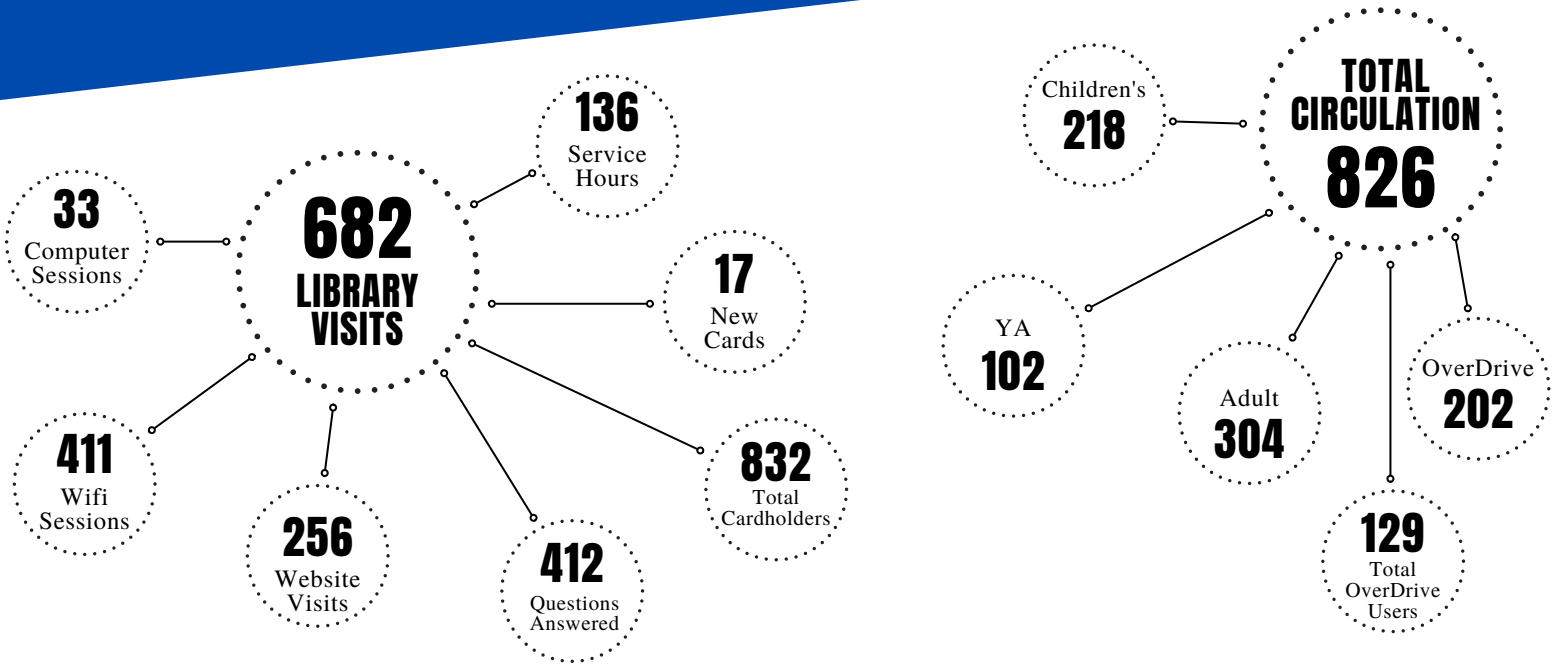 136
Service
Hours
33
Computer
Sessions
682
LIBRARY
VISITS
17
New
Cards
411
Wifi
Sessions
256
Website
Visits
412
Questions
Answered
832
Total
Cardholders
TOTAL
CIRCULATION
826
Children's
218
YA
102
Adult
304
OverDrive
202
129
Total
OverDrive
Users